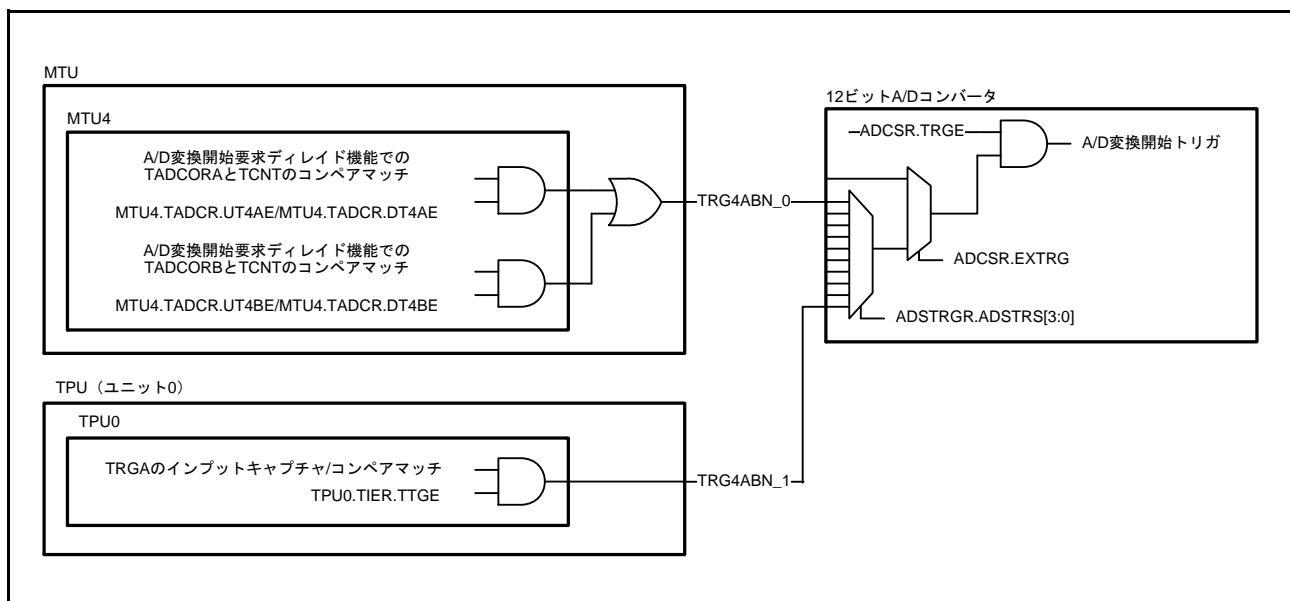 MTU
MTU4
A/D変換開始要求ディレイド機能での
TADCORAとTCNTのコンペアマッチ
MTU4.TADCR.UT4AE/MTU4.TADCR.DT4AE
A/D変換開始要求ディレイド機能での
TADCORBとTCNTのコンペアマッチ
MTU4.TADCR.UT4BE/MTU4.TADCR.DT4BE
TRG4ABN_0
12ビットA/Dコンバータ
ADCSR.TRGE
A/D変換開始トリガ
ADCSR.EXTRG
ADSTRGR.ADSTRS[3:0]
TPU（ユニット0）
TPU0
TRGAのインプットキャプチャ/コンペアマッチ
TPU0.TIER.TTGE
TRG4ABN_1